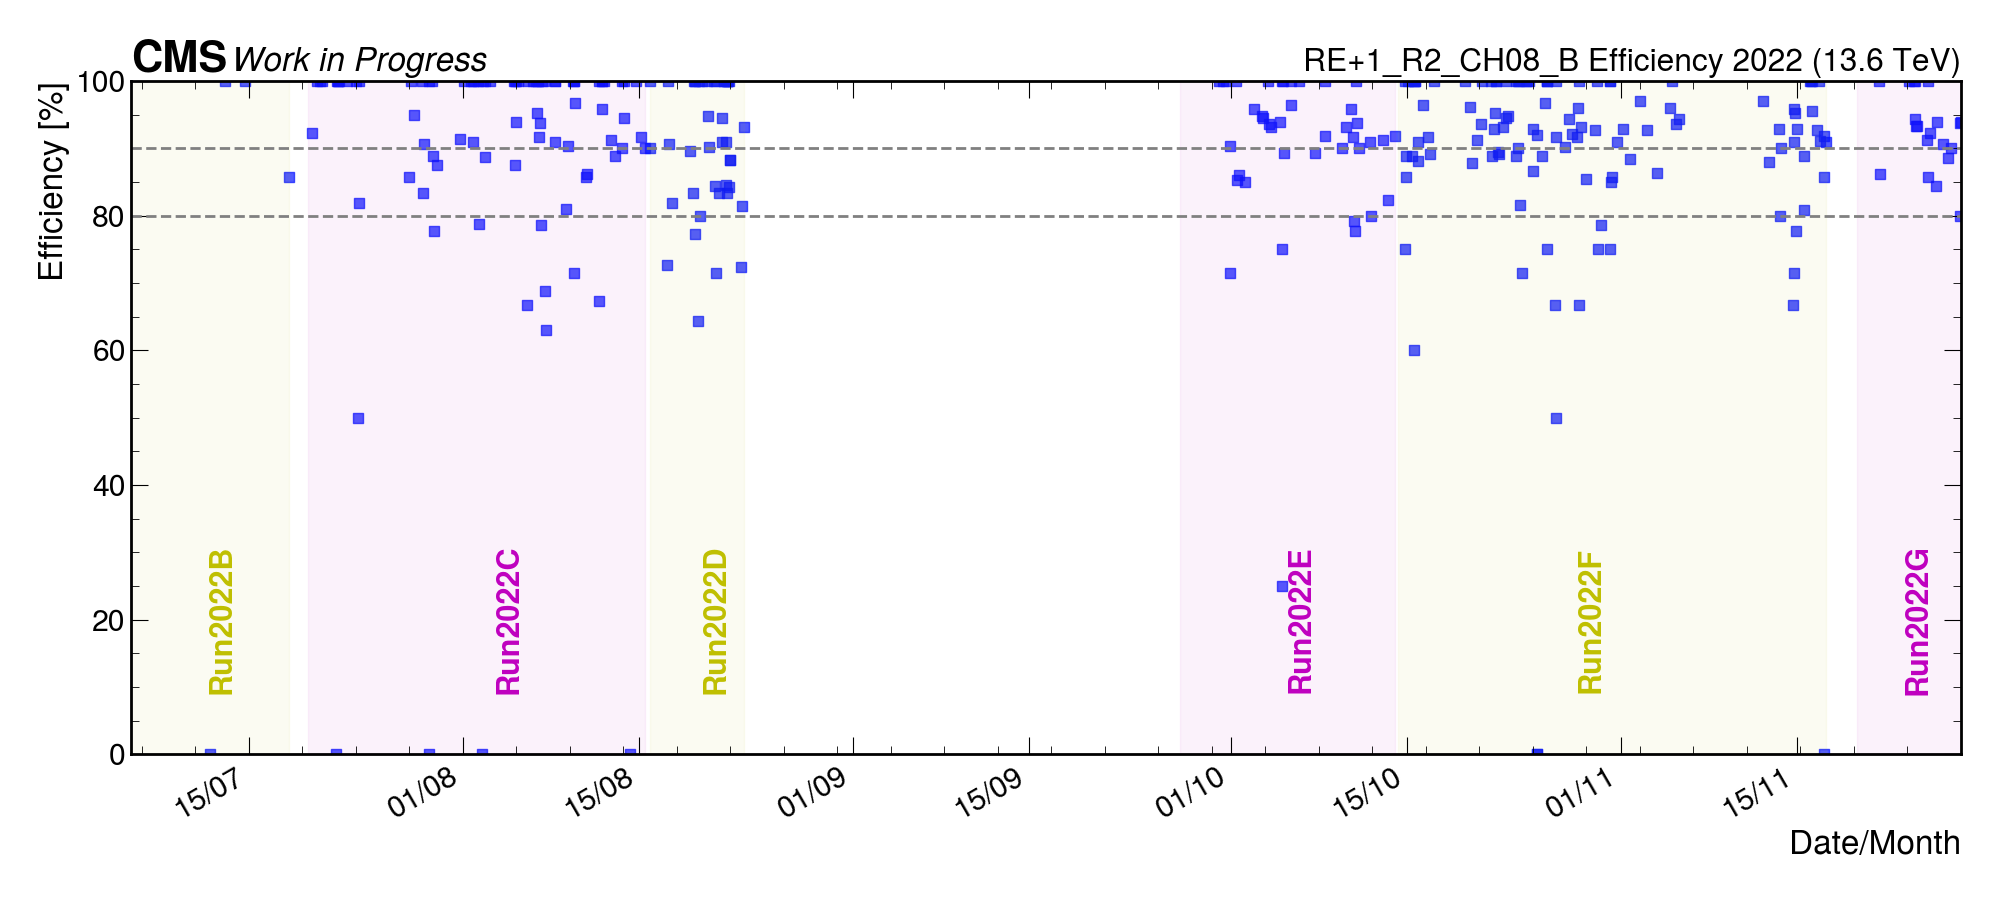 CMS Work in Progress
RE+1_R2_CH08_B Efficiency 2022 (13.6 TeV)
Efficiency [%]
100
80
60
40
20
0
Run2022B
Run2022C
Run2022D
Run2022E
Run2022F
Run2022G
15/07
01/08
15/08
01/09
15/09
01/10
15/10
01/11
15/11
Date/Month